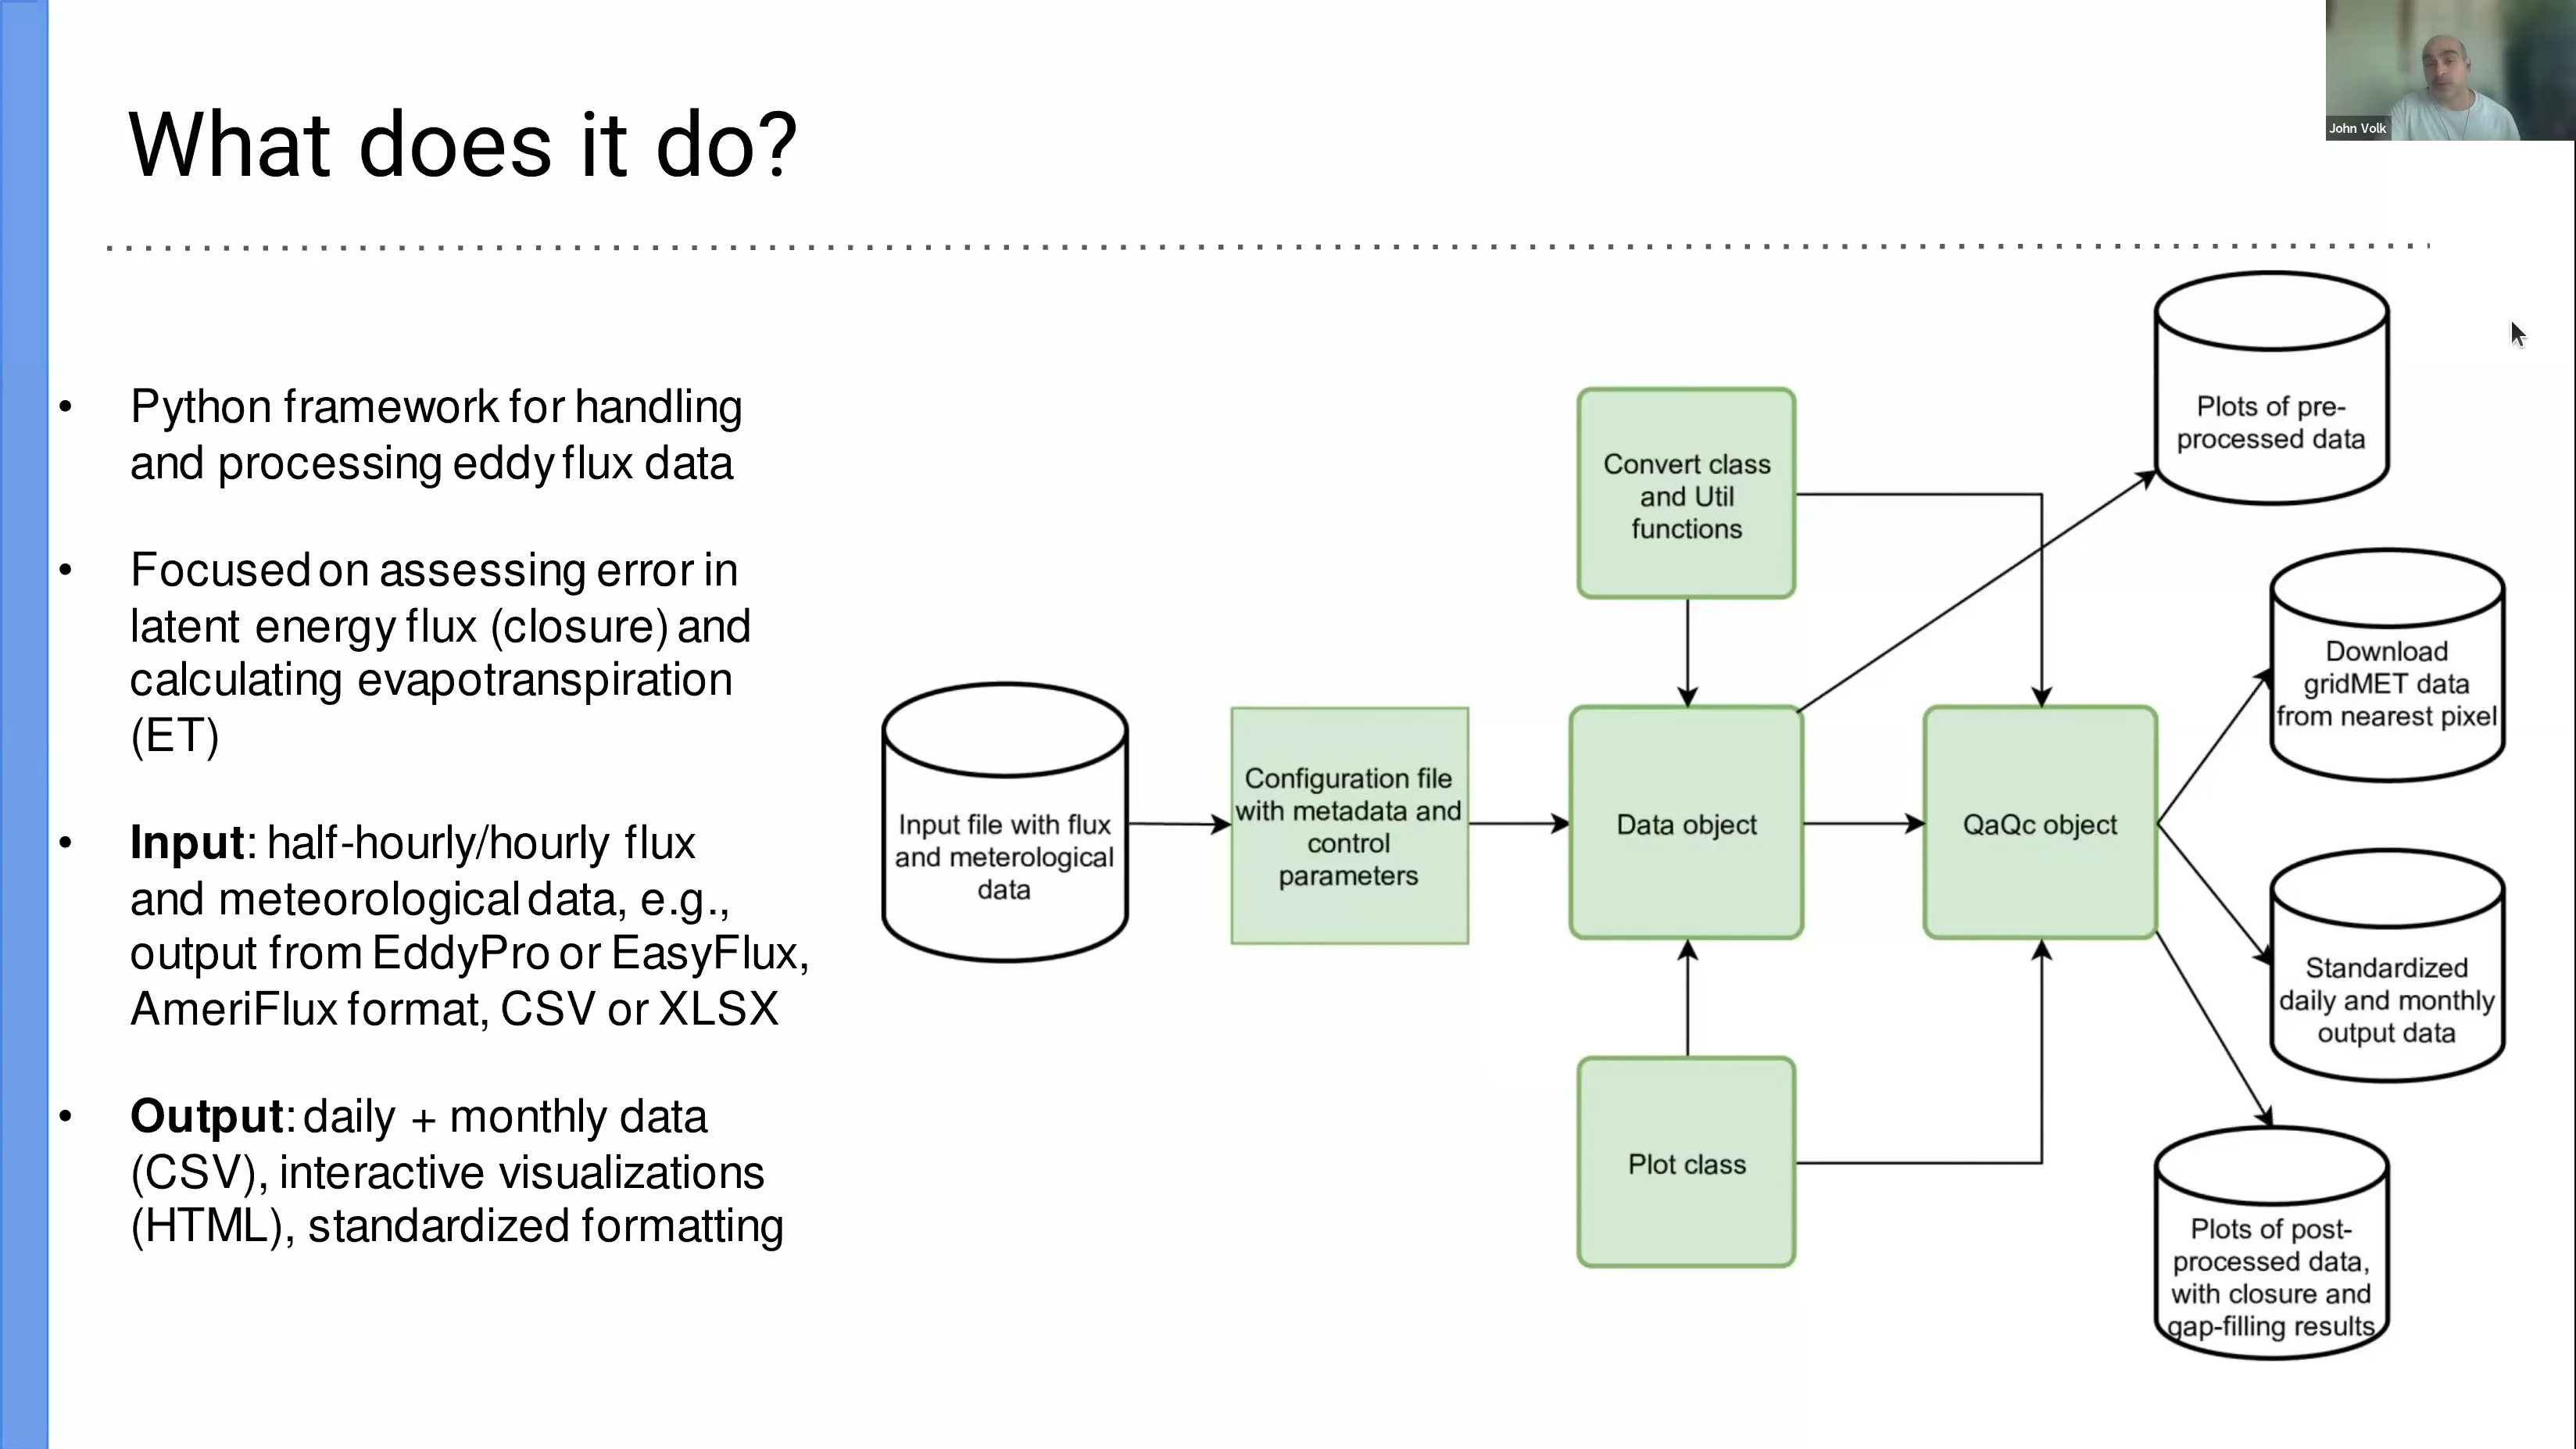 What does it do?
John Volk
• Python framework for handling
and processing eddy flux data
• Focused on assessing error in
latent energy flux (closure) and
calculating evapotranspiration
(ET)
• Input: half-hourly/hourly flux
and meteorological data, e.g.,
output from EddyPro or EasyFlux,
AmeriFlux format, CSV or XLSX
• Output: daily + monthly data
(CSV), interactive visualizations
(HTML), standardized formatting
Input file with flux
and meterological
data
Configuration file
with metadata and
control
parameters
Convert class
and Util
functions
Data object
Plot class
QaQc object
Plots of pre-
processed data
Download
gridMET data
from nearest pixel
Standardized
daily and monthly
output data
Plots of post-
processed data,
with closure and
gap-filling results